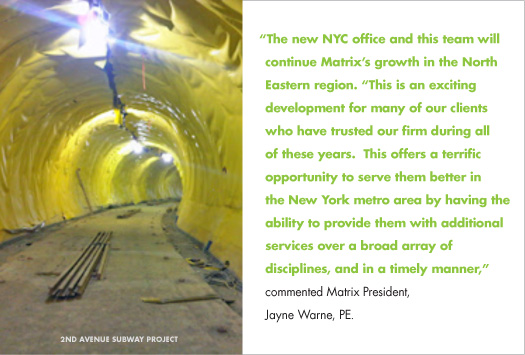 “The new NYC office and this team will
continue Matrix’s growth in the North
Eastern region. “This is an exciting
development for many of our clients
who have trusted our firm during all
of these years.  This offers a terrific
opportunity to serve them better in
the New York metro area by having the
ability to provide them with additional
services over a broad array of
disciplines, and in a timely manner,”
commented Matrix President,
Jayne Warne, PE.
2ND AVENUE SUBWAY PROJECT